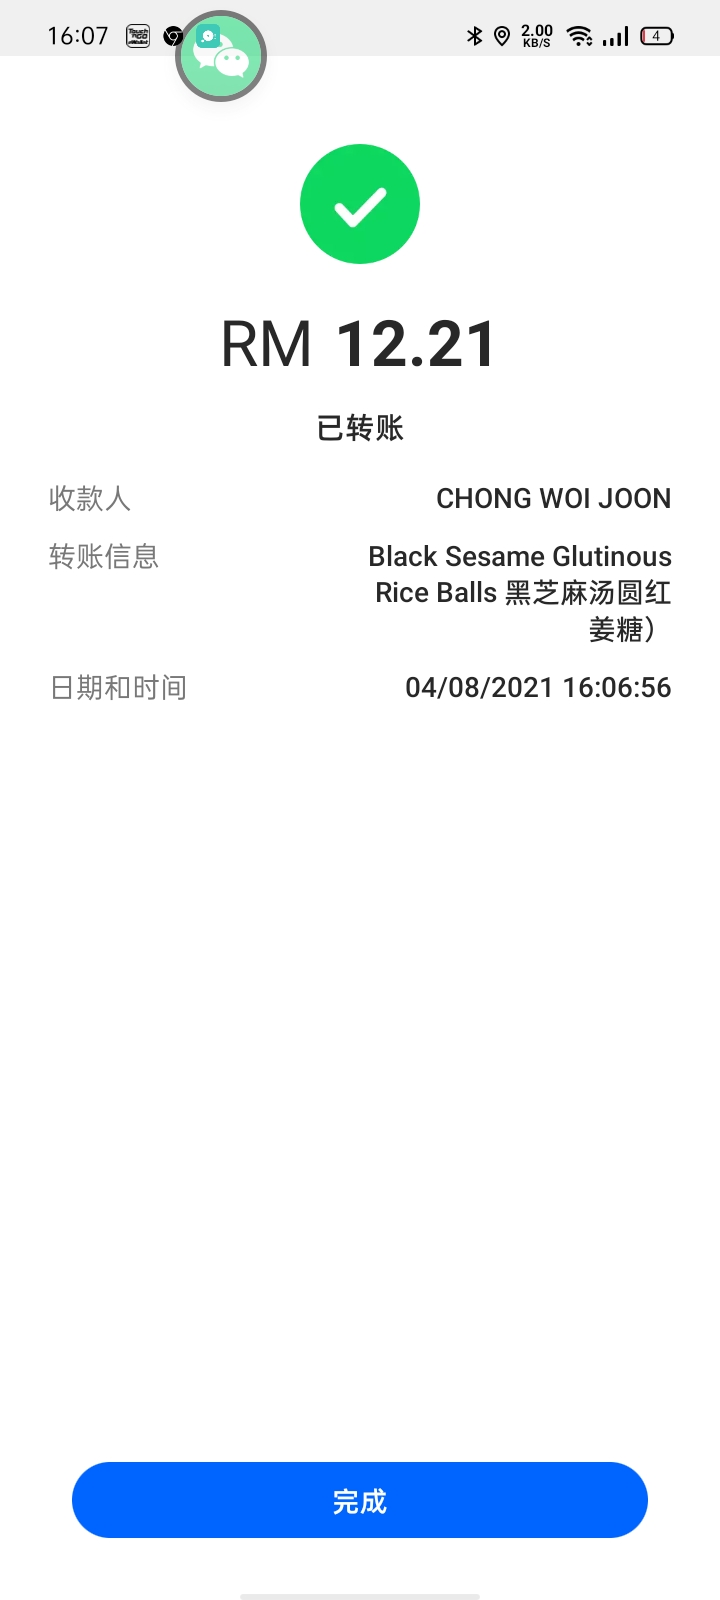 16:07
2.00
KB/S
4
RM 12.21
已转账
收款人 CHONG WOI JOON
转账信息 Black Sesame Glutinous
Rice Balls 黑芝麻汤圆红
姜糖）
日期和时间 04/08/2021 16:06:56
完成